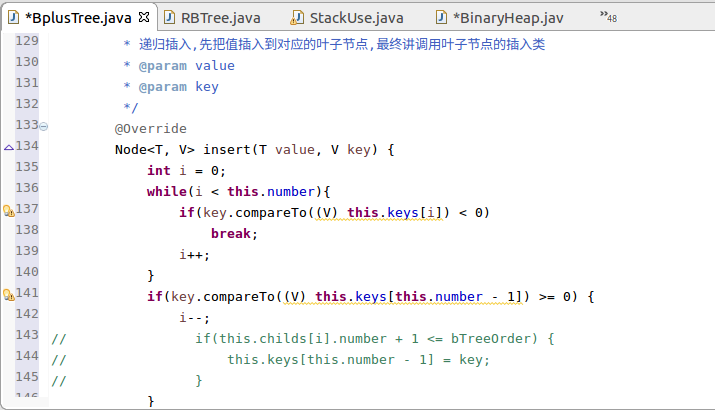 *BplusTree.java RBTree.java StackUse.java *BinaryHeap.jav »48
129 * 递归插入,先把值插入到对应的叶子节点,最终讲调用叶子节点的插入类
130 * @param value
131 * @param key
132 */
133 @Override
134 Node<T, V> insert(T value, V key) {
135 int i = 0;
136 while(i < this.number){
137 if(key.compareTo((V) this.keys[i]) < 0)
138 break;
139 i++;
140 }
141 if(key.compareTo((V) this.keys[this.number - 1]) >= 0) {
142 i--;
143 // if(this.childs[i].number + 1 <= bTreeOrder) {
144 // this.keys[this.number - 1] = key;
145 // }
146 }